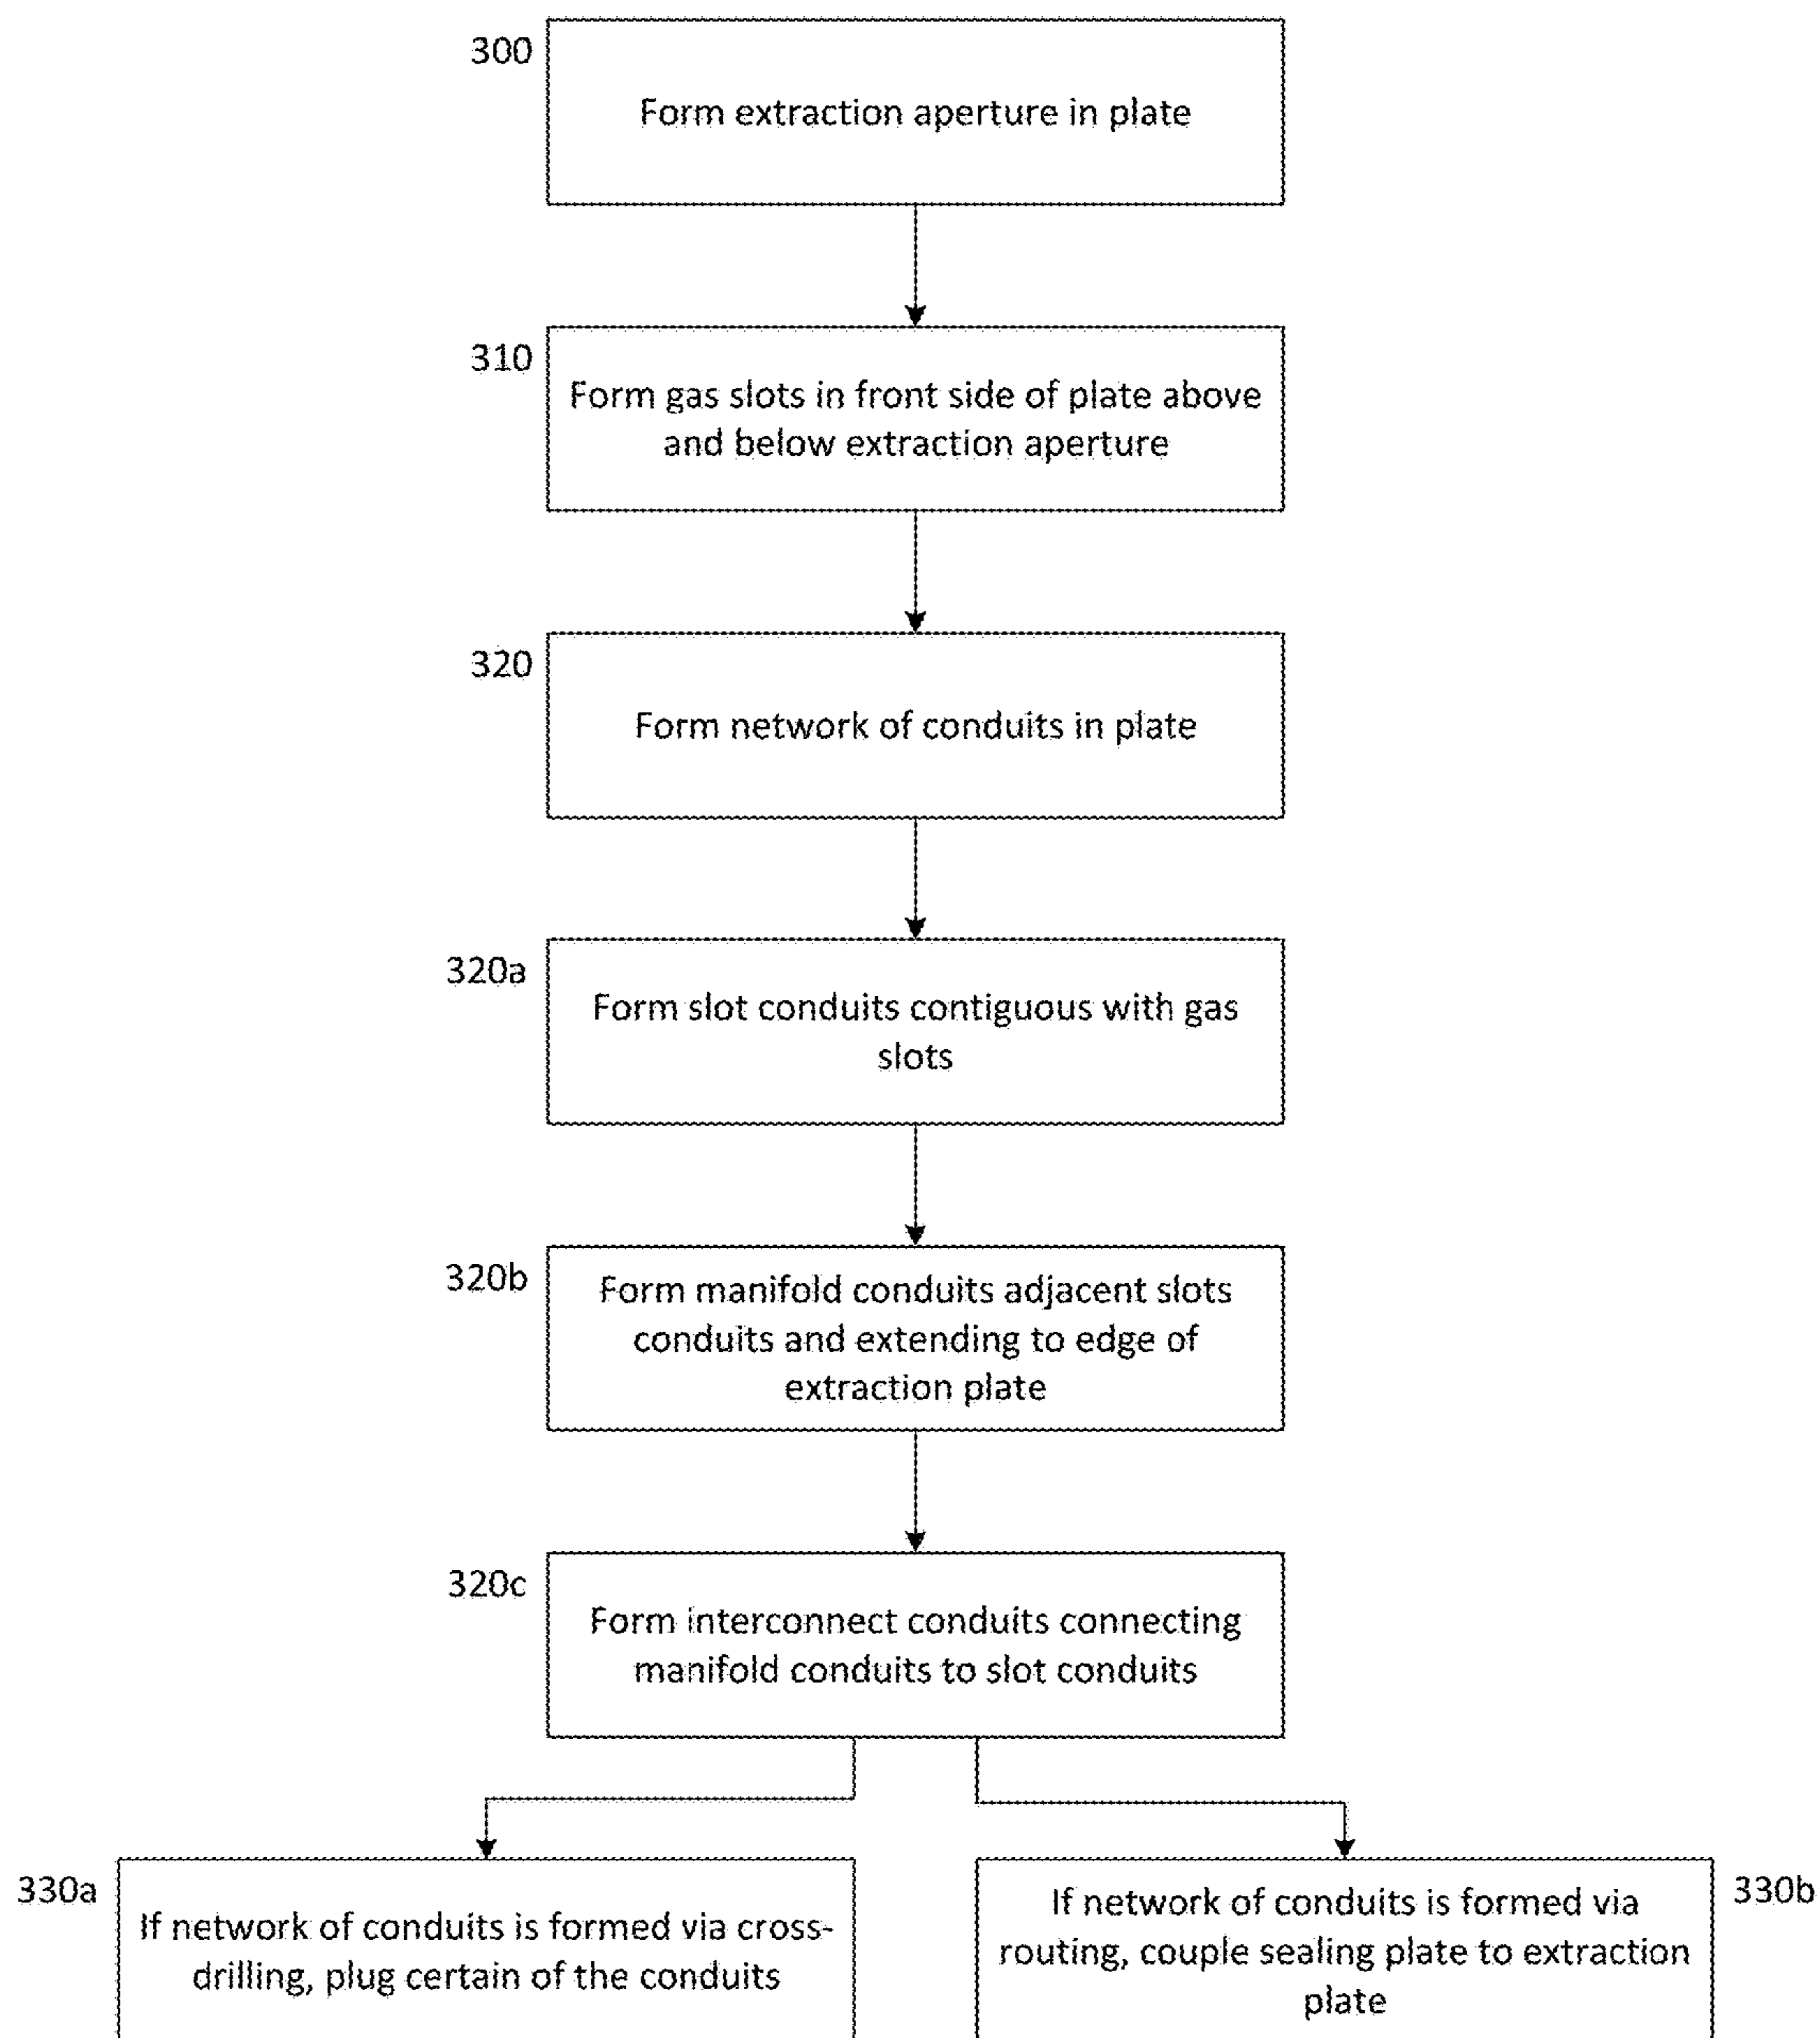 300
Form extraction aperture in plate
310
Form gas slots in front side of plate above
and below extraction aperture
320
Form network of conduits in plate
320a
Form slot conduits contiguous with gas
slots
320b
Form manifold conduits adjacent slots
conduits and extending to edge of
extraction plate
320c
Form interconnect conduits connecting
manifold conduits to slot conduits
330a
If network of conduits is formed via cross-
drilling, plug certain of the conduits
330b
If network of conduits is formed via
routing, couple sealing plate to extraction
plate